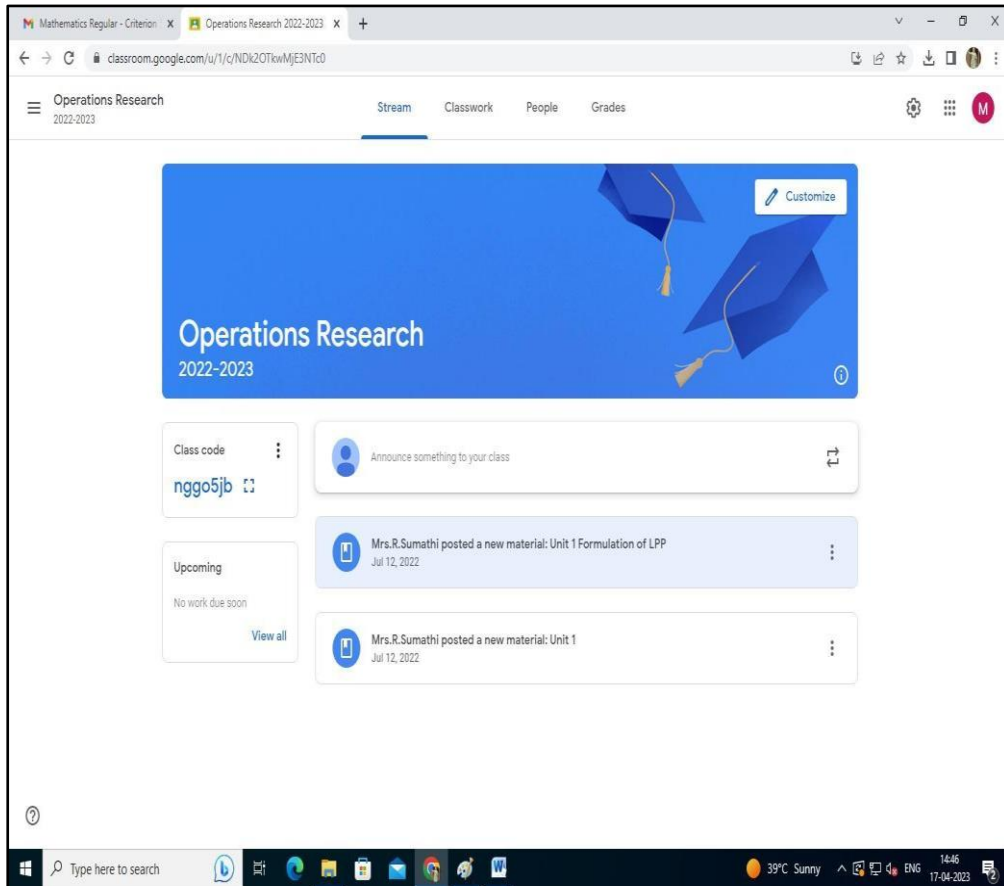 Mathematics Regular - Criterion
Operations Research 2022-2023
classroom.google.com/u/1/c/NDk2OTkwMjE3NTc0
Operations Research
2022-2023
Stream Classwork People Grades
M
Customize
Operations Research
2022-2023
Class code
nggo5jb
Announce something to your class
Mrs.R.Sumathi posted a new material: Unit 1 Formulation of LPP
Jul 12, 2022
Upcoming
No work due soon
View all
Mrs.R.Sumathi posted a new material: Unit 1
Jul 12, 2022
Type here to search
39°C Sunny
ENG
14:46
17-04-2023
2